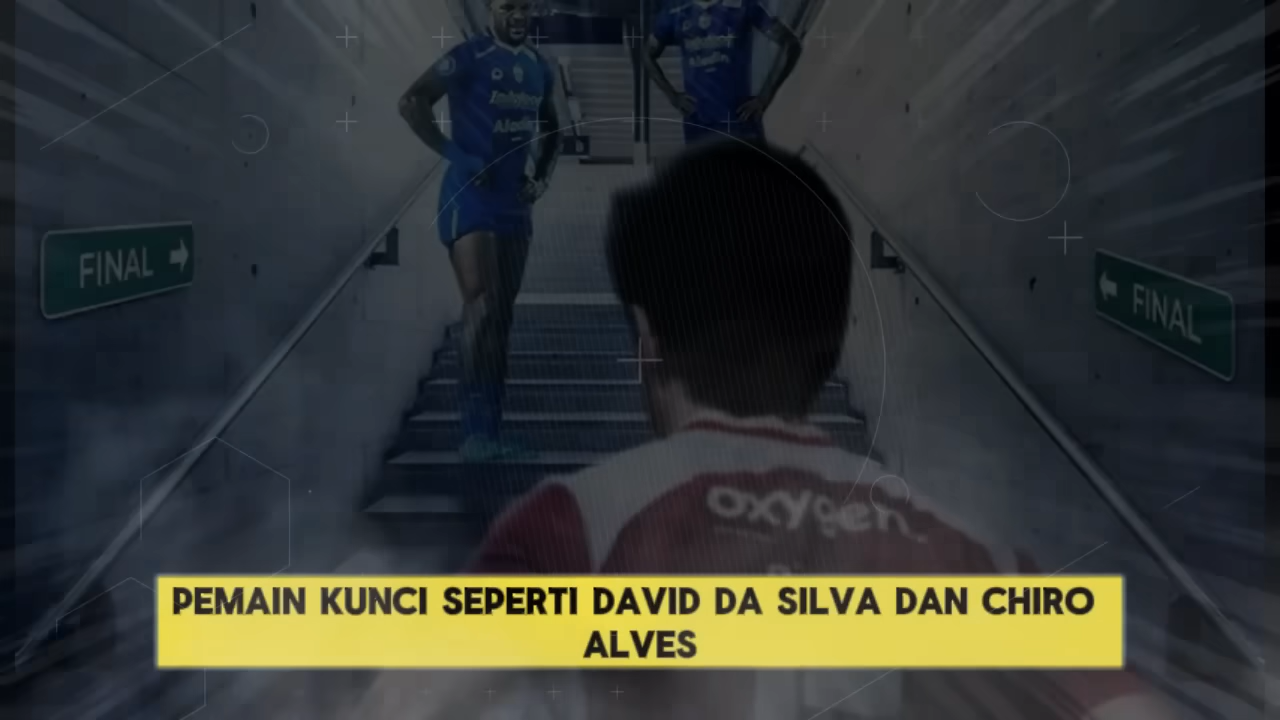 FINAL
FINAL
oxygen
PEMAIN KUNCI SEPERTI DAVID DA SILVA DAN CHIRO
ALVES